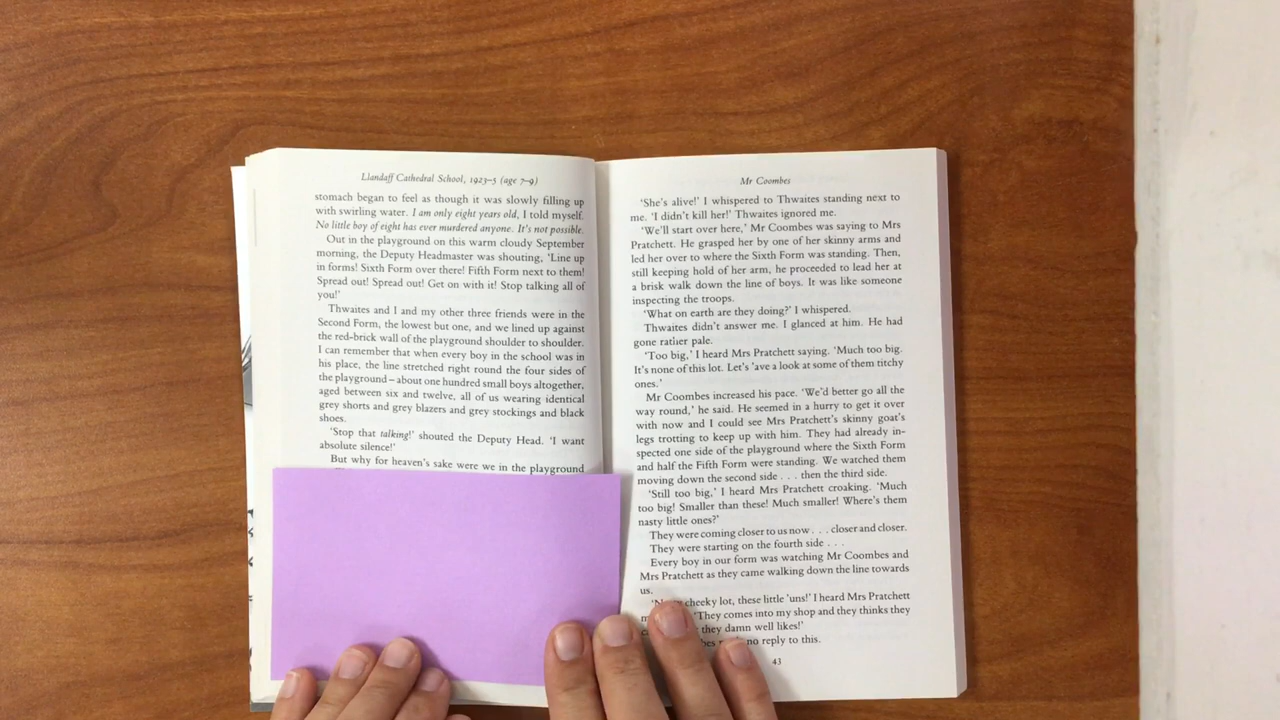 Llandaff Cathedral School, 1923–5 (age 7–9)
stomach began to feel as though it was slowly filling up
with swirling water. I am only eight years old, I told myself.
No little boy of eight has ever murdered anyone. It's not possible.
Out in the playground on this warm cloudy September
morning, the Deputy Headmaster was shouting, 'Line up
in forms! Sixth Form over there! Fifth Form next to them!
Spread out! Spread out! Get on with it! Stop talking all of
you!'
Thwaites and I and my other three friends were in the
Second Form, the lowest but one, and we lined up against
the red-brick wall of the playground shoulder to shoulder.
I can remember that when every boy in the school was in
his place, the line stretched right round the four sides of
the playground – about one hundred small boys altogether,
aged between six and twelve, all of us wearing identical
grey shorts and grey blazers and grey stockings and black
shoes.
'Stop that talking!' shouted the Deputy Head. 'I want
absolute silence!'
But why for heaven's sake were we in the playground
Mr Coombes
'She's alive!' I whispered to Thwaites standing next to
me. 'I didn't kill her!' Thwaites ignored me.
'We'll start over here,' Mr Coombes was saying to Mrs
Pratchett. He grasped her by one of her skinny arms and
led her over to where the Sixth Form was standing. Then,
still keeping hold of her arm, he proceeded to lead her at
a brisk walk down the line of boys. It was like someone
inspecting the troops.
'What on earth are they doing?' I whispered.
Thwaites didn't answer me. I glanced at him. He had
gone rather pale.
'Too big,' I heard Mrs Pratchett saying. 'Much too big.
It's none of this lot. Let's 'ave a look at some of them titchy
ones.'
Mr Coombes increased his pace. 'We'd better go all the
way round,' he said. He seemed in a hurry to get it over
with now and I could see Mrs Pratchett's skinny goat's
legs trotting to keep up with him. They had already in-
spected one side of the playground where the Sixth Form
and half the Fifth Form were standing. We watched them
moving down the second side . . . then the third side.
'Still too big,' I heard Mrs Pratchett croaking. 'Much
too big! Smaller than these! Much smaller! Where's them
nasty little ones?'
They were coming closer to us now . . . closer and closer.
They were starting on the fourth side . . .
Every boy in our form was watching Mr Coombes and
Mrs Pratchett as they came walking down the line towards
us.
cheeky lot, these little 'uns!' I heard Mrs Pratchett
'They comes into my shop and they thinks they
they damn well likes!'
no reply to this.
43